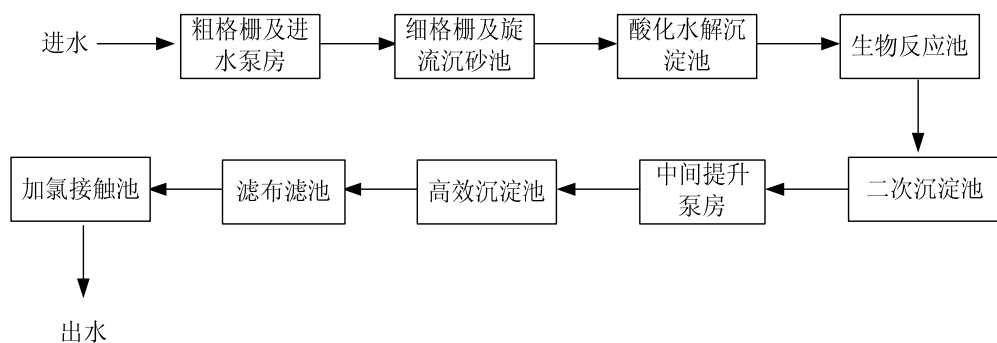 进水
粗格栅及进
水泵房
细格栅及旋
流沉砂池
酸化水解沉
淀池
生物反应池
二次沉淀池
中间提升
泵房
高效沉淀池
滤布滤池
加氯接触池
出水